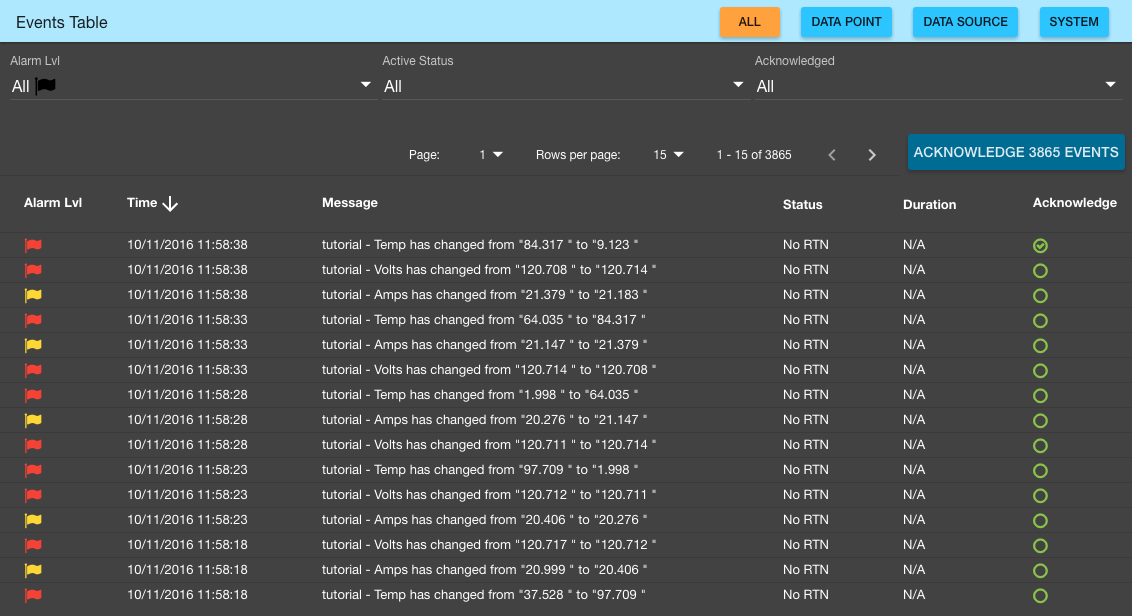 Events Table ALL DATA POINT DATA SOURCE SYSTEM
Alarm Lvl Active Status Acknowledged
All All All
Page: 1 Rows per page: 15 1 - 15 of 3865 ACKNOWLEDGE 3865 EVENTS
Alarm Lvl Time Message Status Duration Acknowledge
10/11/2016 11:58:38 tutorial - Temp has changed from "84.317 " to "9.123 " No RTN N/A
10/11/2016 11:58:38 tutorial - Volts has changed from "120.708 " to "120.714 " No RTN N/A
10/11/2016 11:58:38 tutorial - Amps has changed from "21.379 " to "21.183 " No RTN N/A
10/11/2016 11:58:33 tutorial - Temp has changed from "64.035 " to "84.317 " No RTN N/A
10/11/2016 11:58:33 tutorial - Amps has changed from "21.147 " to "21.379 " No RTN N/A
10/11/2016 11:58:33 tutorial - Volts has changed from "120.714 " to "120.708 " No RTN N/A
10/11/2016 11:58:28 tutorial - Temp has changed from "1.998 " to "64.035 " No RTN N/A
10/11/2016 11:58:28 tutorial - Amps has changed from "20.276 " to "21.147 " No RTN N/A
10/11/2016 11:58:28 tutorial - Volts has changed from "120.711 " to "120.714 " No RTN N/A
10/11/2016 11:58:23 tutorial - Temp has changed from "97.709 " to "1.998 " No RTN N/A
10/11/2016 11:58:23 tutorial - Volts has changed from "120.712 " to "120.711 " No RTN N/A
10/11/2016 11:58:23 tutorial - Amps has changed from "20.406 " to "20.276 " No RTN N/A
10/11/2016 11:58:18 tutorial - Volts has changed from "120.717 " to "120.712 " No RTN N/A
10/11/2016 11:58:18 tutorial - Amps has changed from "20.999 " to "20.406 " No RTN N/A
10/11/2016 11:58:18 tutorial - Temp has changed from "37.528 " to "97.709 " No RTN N/A